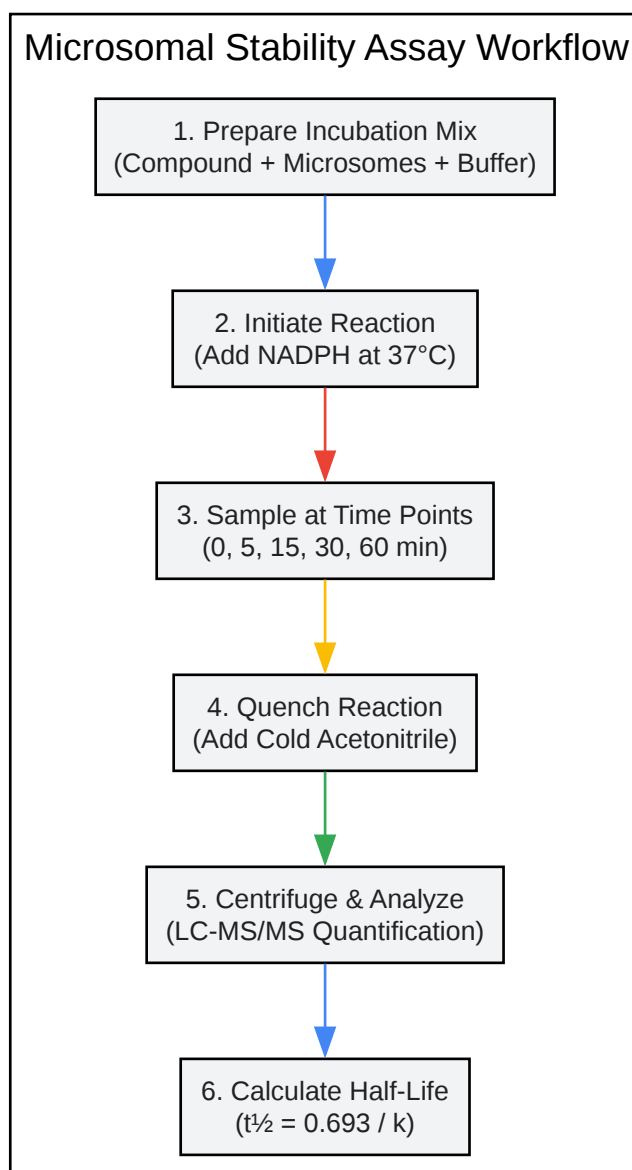 Microsomal Stability Assay Workflow
1. Prepare Incubation Mix
(Compound + Microsomes + Buffer)
2. Initiate Reaction
(Add NADPH at 37°C)
3. Sample at Time Points
(0, 5, 15, 30, 60 min)
4. Quench Reaction
(Add Cold Acetonitrile)
5. Centrifuge & Analyze
(LC-MS/MS Quantification)
6. Calculate Half-Life
(t½ = 0.693 / k)